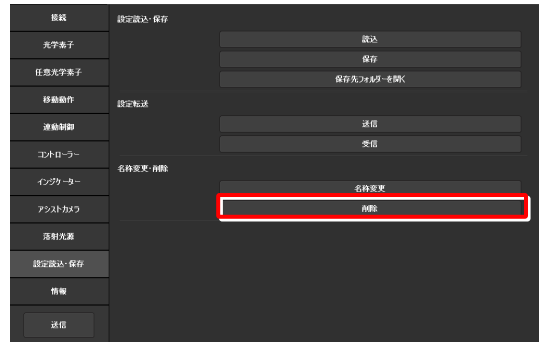 接続
光学素子
任意光学素子
移動動作
連動制御
コントローラー
インジケーター
アシストカメラ
落射光源
設定読込・保存
情報
送信
設定読込・保存
読込
保存
保存先フォルダーを開く
設定転送
送信
受信
名称変更・削除
名称変更
削除